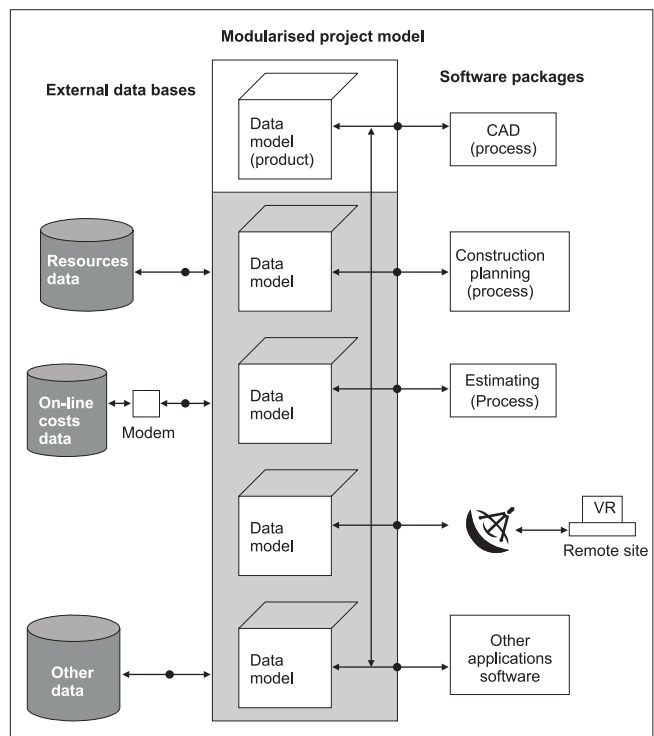 Modularised project model
External data bases
Software packages
Data
model
(product)
CAD
(process)
Resources
data
Data
model
Construction
planning
(process)
On-line
costs
data
Modem
Data
model
Estimating
(Process)
Data
model
VR
Remote site
Other
data
Data
model
Other
applications
software